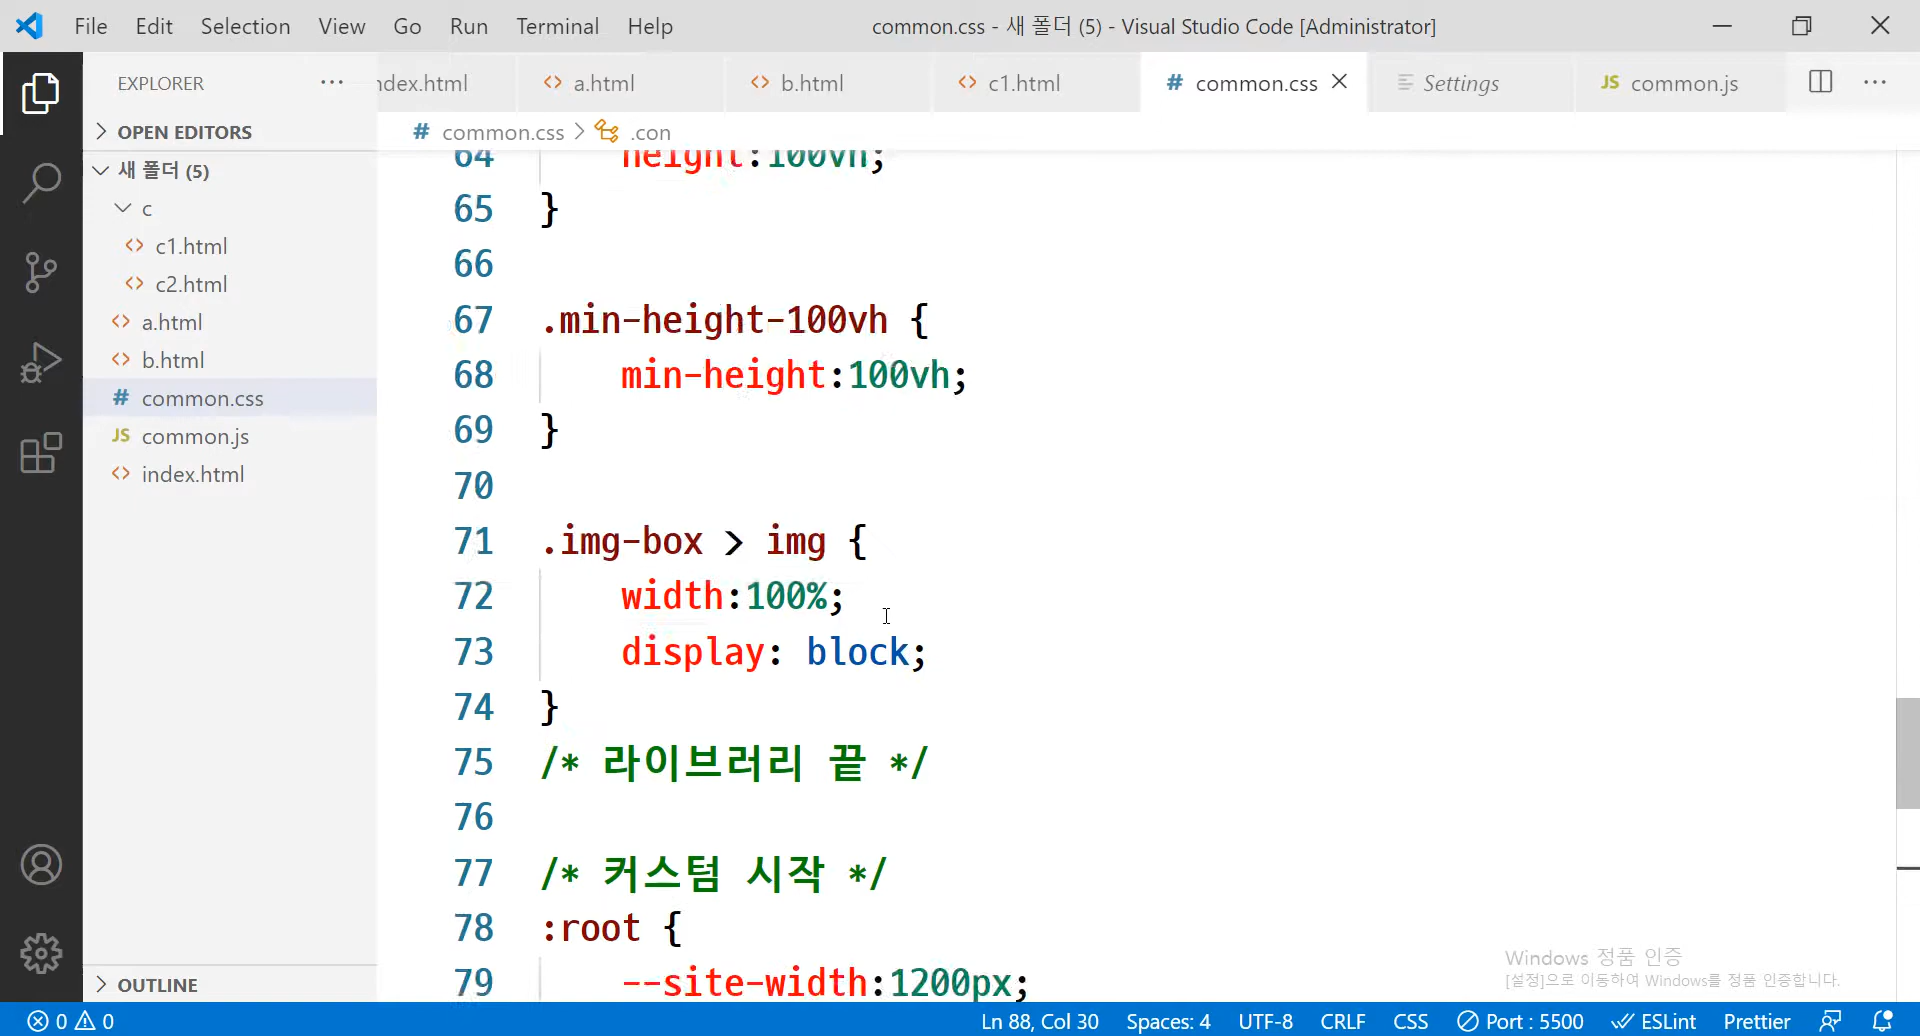 File Edit Selection View Go Run Terminal Help common.css - 새 폴더 (5) - Visual Studio Code [Administrator]
EXPLORER ··· ndex.html <> a.html <> b.html <> c1.html # common.css Settings JS common.js ···
OPEN EDITORS
새 폴더 (5)
c
<> c1.html
<> c2.html
<> a.html
<> b.html
# common.css
JS common.js
<> index.html
OUTLINE
# common.css > .con
64 height:100vh;
65 }
66
67 .min-height-100vh {
68 min-height:100vh;
69 }
70
71 .img-box > img {
72 width:100%;
73 display: block;
74 }
75 /* 라이브러리 끝 */
76
77 /* 커스텀 시작 */
78 :root {
79 --site-width:1200px;
Windows 정품 인증
[설정]으로 이동하여 Windows를 정품 인증합니다.
0 0 Ln 88, Col 30 Spaces: 4 UTF-8 CRLF CSS Port : 5500 ESLint Prettier